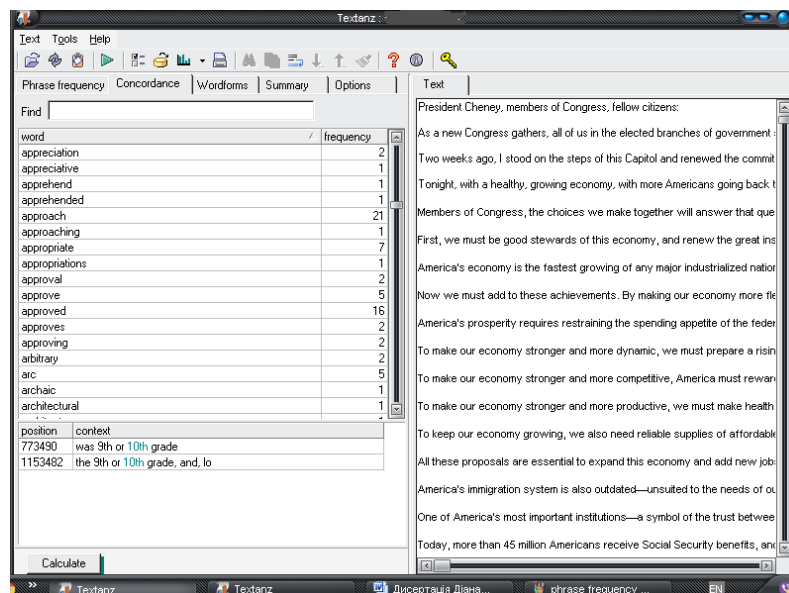 Textanz :
Text Tools Help
Phrase frequency Concordance Wordforms Summary Options
Find
word / frequency
appreciation 2
appreciative 1
apprehend 1
apprehended 1
approach 21
approaching 1
appropriate 7
appropriations 1
approval 2
approve 5
approved 16
approves 2
approving 2
arbitrary 2
arc 5
archaic 1
architectural 1
position context
773490 was 9th or 10th grade
1153482 the 9th or 10th grade, and, lo
Calculate
Text
President Cheney, members of Congress, fellow citizens:
As a new Congress gathers, all of us in the elected branches of government
Two weeks ago, I stood on the steps of this Capitol and renewed the commit
Tonight, with a healthy, growing economy, with more Americans going back t
Members of Congress, the choices we make together will answer that que
First, we must be good stewards of this economy, and renew the great ins
America's economy is the fastest growing of any major industrialized nation
Now we must add to these achievements. By making our economy more fle
America's prosperity requires restraining the spending appetite of the feder
To make our economy stronger and more dynamic, we must prepare a risin
To make our economy stronger and more competitive, America must rewar
To make our economy stronger and more productive, we must make health
To keep our economy growing, we also need reliable supplies of affordable
All these proposals are essential to expand this economy and add new job
America's immigration system is also outdated—unsuited to the needs of ou
One of America's most important institutions—a symbol of the trust betwee
Today, more than 45 million Americans receive Social Security benefits, and
» Textanz Textanz Дисертація Діана... phrase frequency ... EN